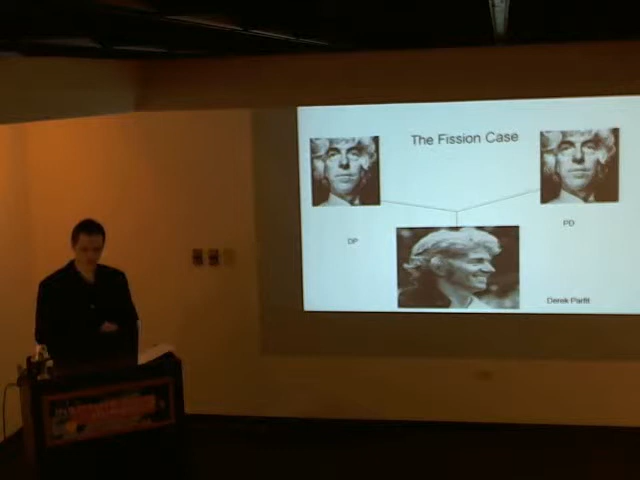 The Fission Case
DP
PD
Derek Parfit